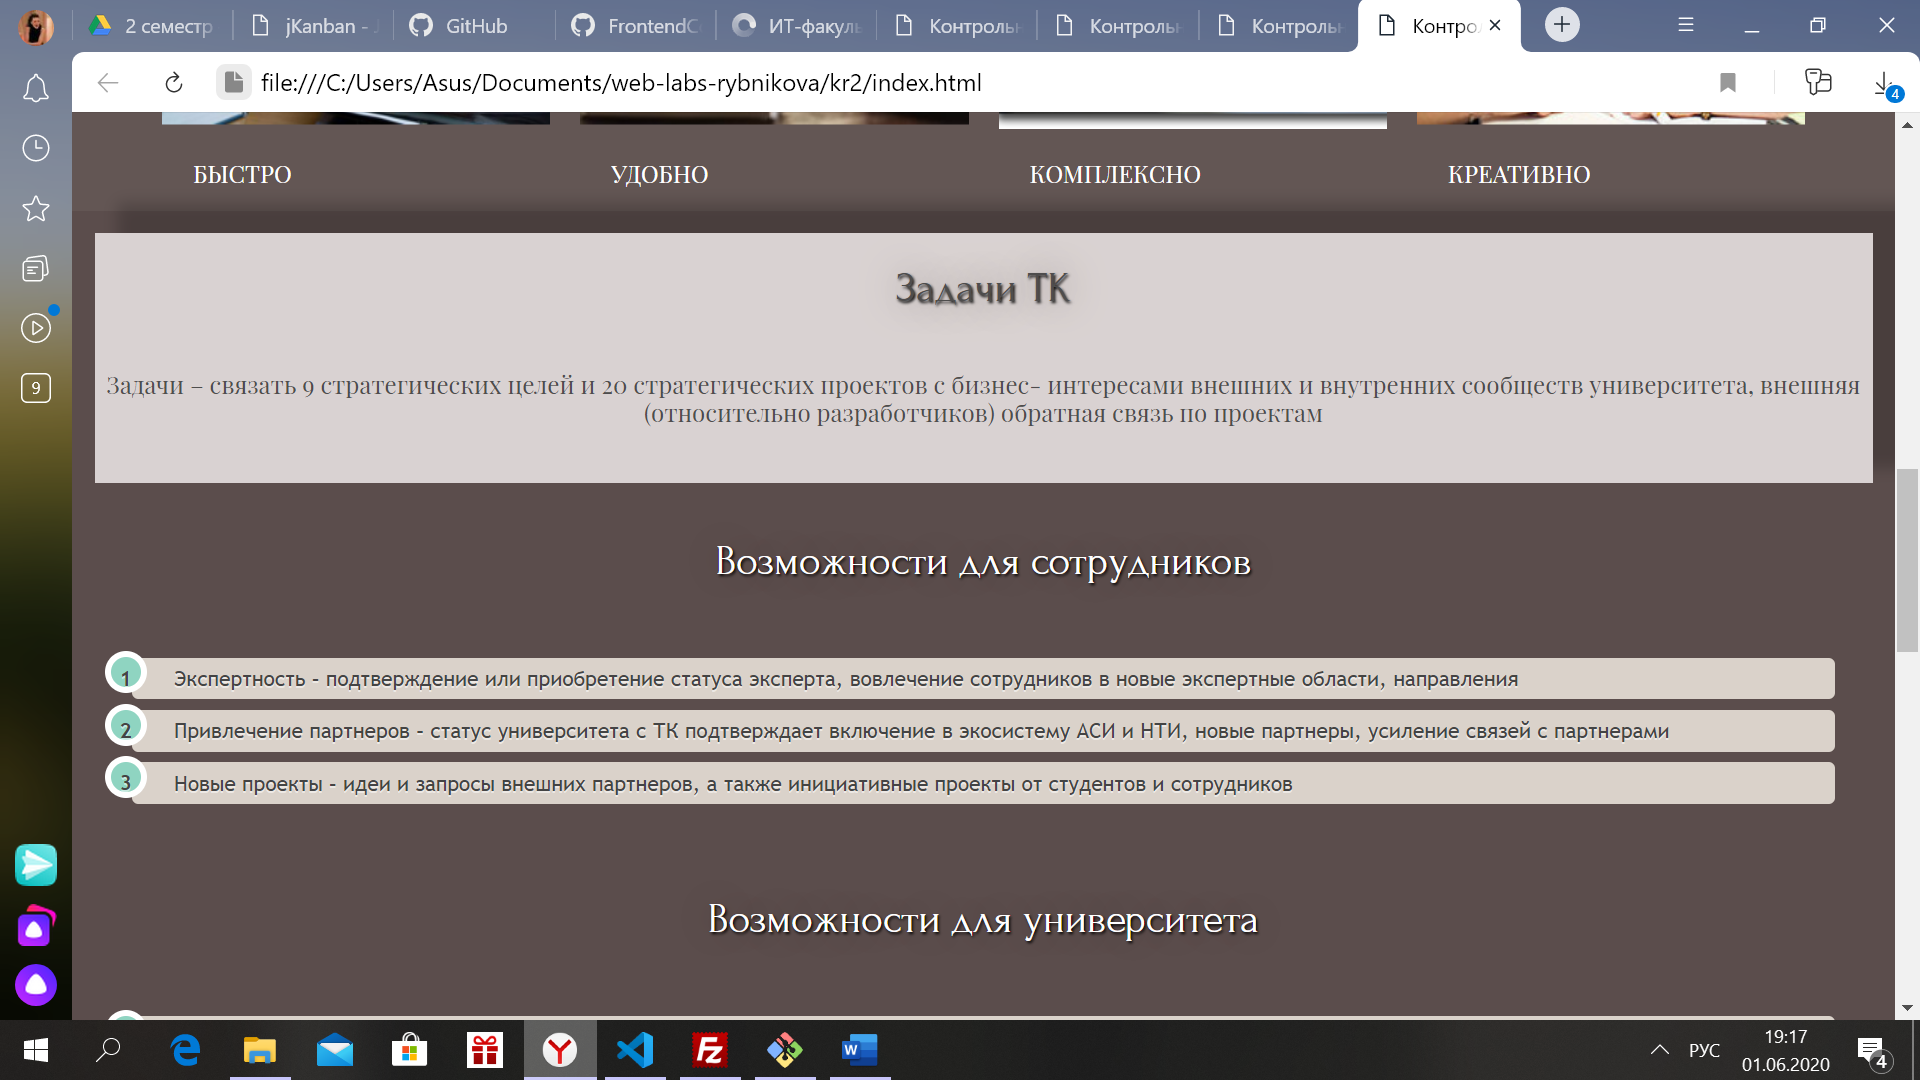 2 семестр
jKanban -
GitHub
FrontendC
ИТ-факуль
Контрольн
Контрольн
Контрольн
Контро
file:///C:/Users/Asus/Documents/web-labs-rybnikova/kr2/index.html
4
9
БЫСТРО
УДОБНО
КОМПЛЕКСНО
КРЕАТИВНО
Задачи ТК
Задачи – связать 9 стратегических целей и 20 стратегических проектов с бизнес- интересами внешних и внутренних сообществ университета, внешняя
(относительно разработчиков) обратная связь по проектам
Возможности для сотрудников
1 Экспертность - подтверждение или приобретение статуса эксперта, вовлечение сотрудников в новые экспертные области, направления
2 Привлечение партнеров - статус университета с ТК подтверждает включение в экосистему АСИ и НТИ, новые партнеры, усиление связей с партнерами
3 Новые проекты - идеи и запросы внешних партнеров, а также инициативные проекты от студентов и сотрудников
Возможности для университета
Fz
W
РУС
19:17
01.06.2020
4